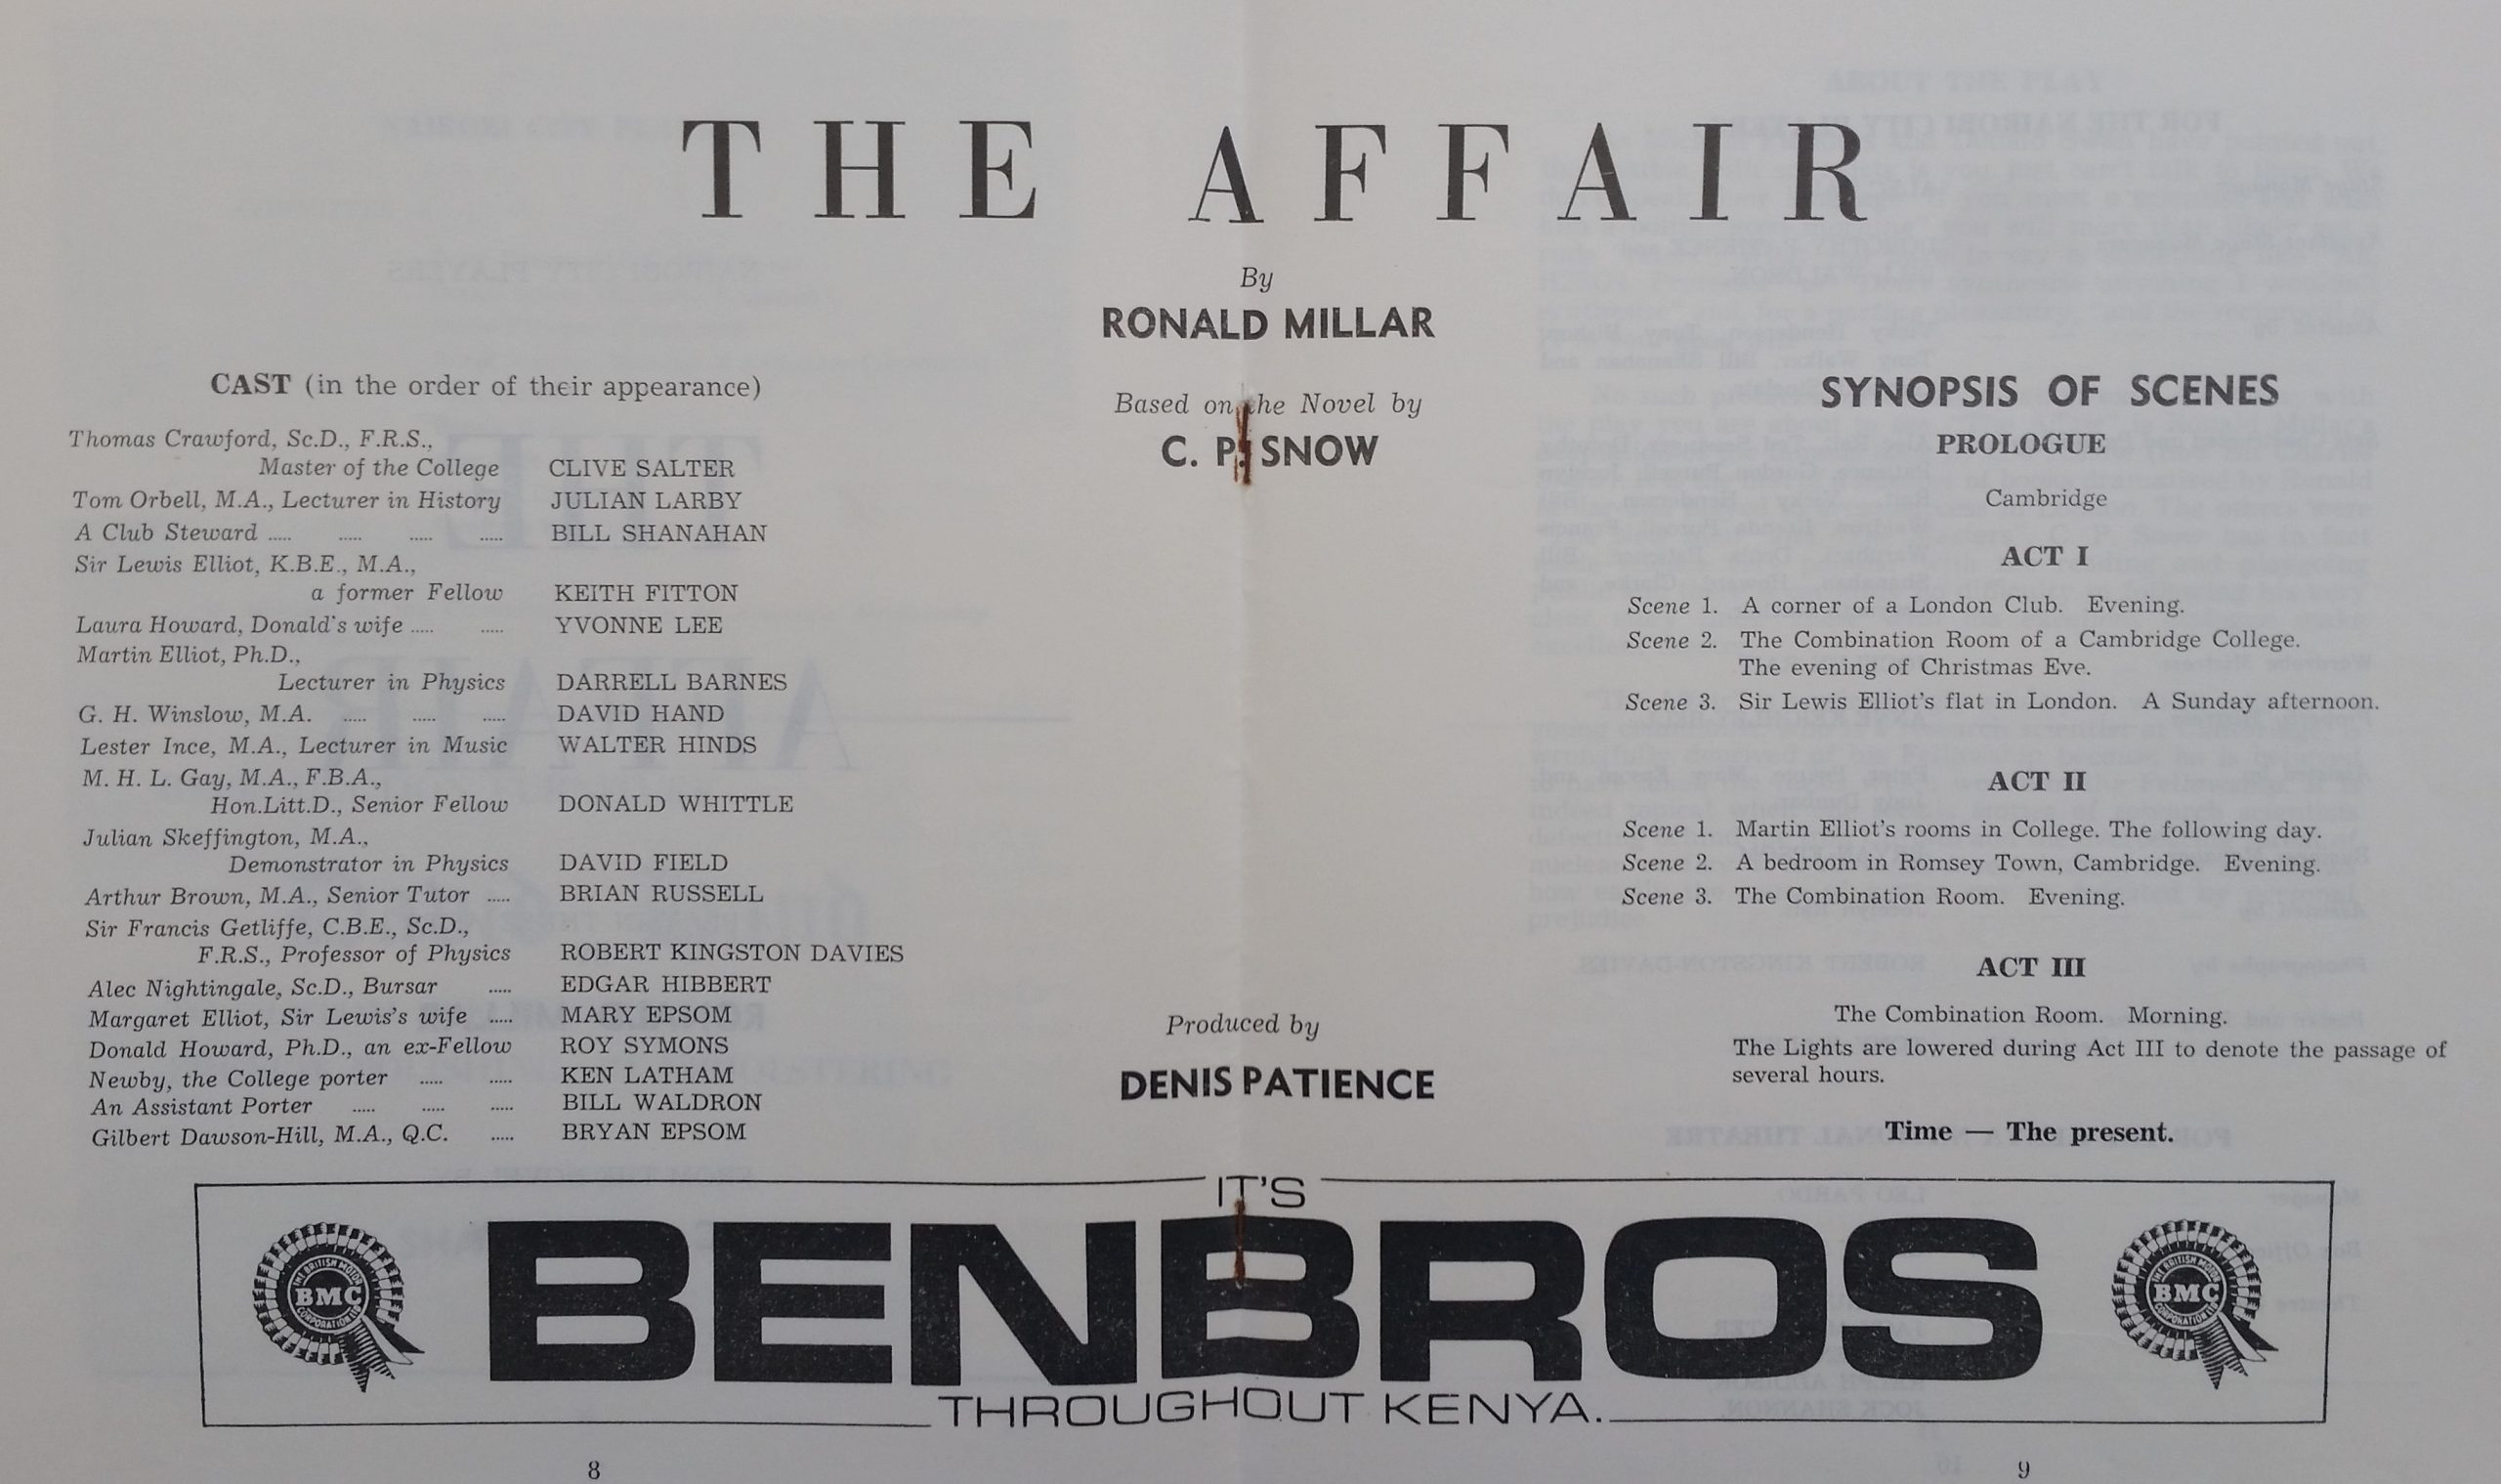 THE AFFAIR
By
RONALD MILLAR
Based on the Novel by
C. P. SNOW
CAST (in the order of their appearance)
Thomas Crawford, Sc.D., F.R.S.,
Master of the College CLIVE SALTER
Tom Orbell, M.A., Lecturer in History JULIAN LARBY
A Club Steward ..... ..... ..... ..... BILL SHANAHAN
Sir Lewis Elliot, K.B.E., M.A.,
a former Fellow KEITH FITTON
Laura Howard, Donald's wife ..... ..... YVONNE LEE
Martin Elliot, Ph.D.,
Lecturer in Physics DARRELL BARNES
G. H. Winslow, M.A. ..... ..... ..... DAVID HAND
Lester Ince, M.A., Lecturer in Music WALTER HINDS
M. H. L. Gay, M.A., F.B.A.,
Hon.Litt.D., Senior Fellow DONALD WHITTLE
Julian Skeffington, M.A.,
Demonstrator in Physics DAVID FIELD
Arthur Brown, M.A., Senior Tutor ..... BRIAN RUSSELL
Sir Francis Getliffe, C.B.E., Sc.D.,
F.R.S., Professor of Physics ROBERT KINGSTON DAVIES
Alec Nightingale, Sc.D., Bursar ..... EDGAR HIBBERT
Margaret Elliot, Sir Lewis's wife ..... MARY EPSOM
Donald Howard, Ph.D., an ex-Fellow ROY SYMONS
Newby, the College porter ..... ..... KEN LATHAM
An Assistant Porter ..... ..... ..... BILL WALDRON
Gilbert Dawson-Hill, M.A., Q.C. ..... BRYAN EPSOM
Produced by
DENIS PATIENCE
SYNOPSIS OF SCENES
PROLOGUE
Cambridge
ACT I
Scene 1. A corner of a London Club. Evening.
Scene 2. The Combination Room of a Cambridge College.
The evening of Christmas Eve.
Scene 3. Sir Lewis Elliot's flat in London. A Sunday afternoon.
ACT II
Scene 1. Martin Elliot's rooms in College. The following day.
Scene 2. A bedroom in Romsey Town, Cambridge. Evening.
Scene 3. The Combination Room. Evening.
ACT III
The Combination Room. Morning.
The Lights are lowered during Act III to denote the passage of
several hours.
Time — The present.
IT'S
BENBROS
THROUGHOUT KENYA.
THE BRITISH MOTOR
BMC
CORPORATION LTD
THE BRITISH MOTOR
BMC
CORPORATION LTD
8
9